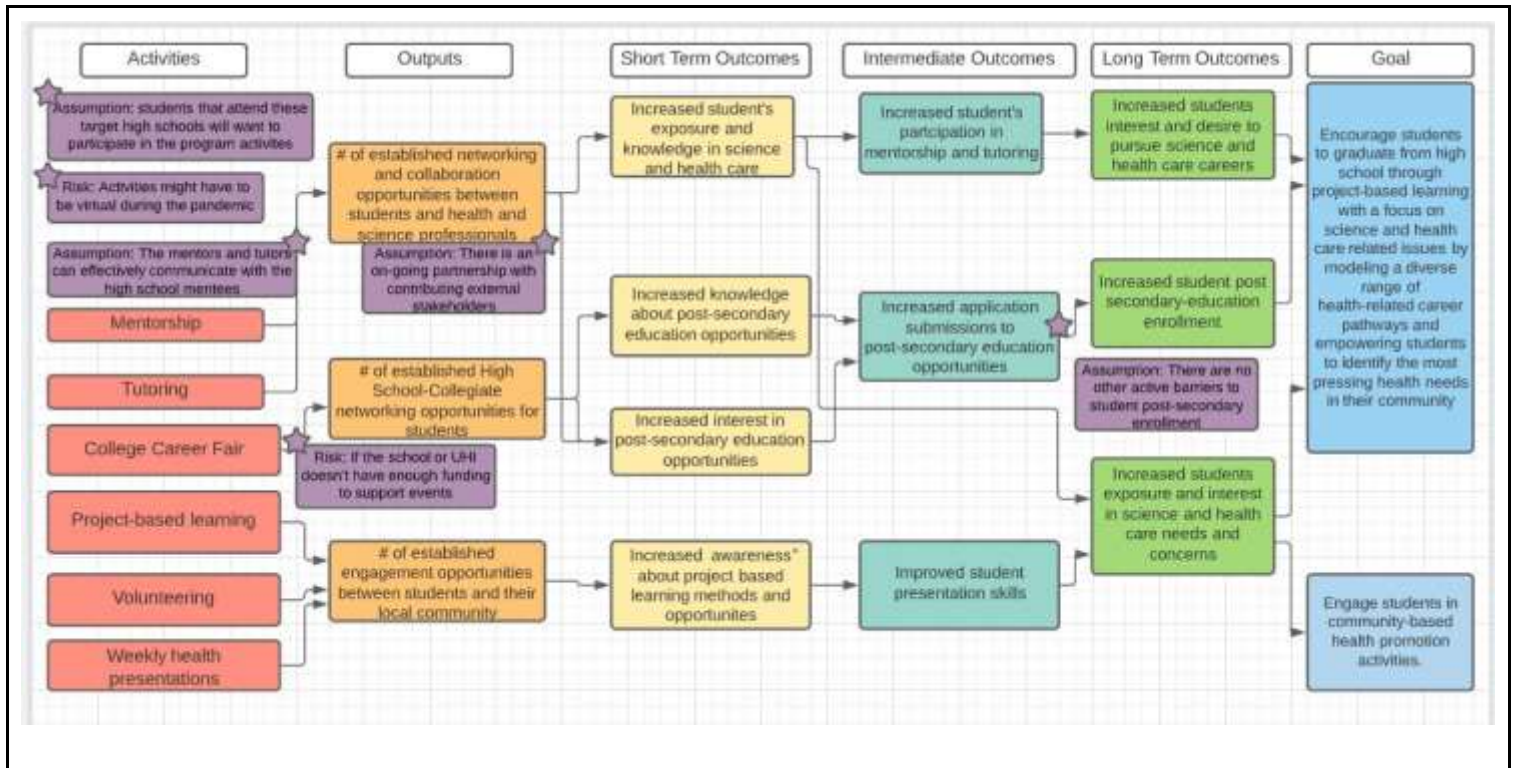 Activities
Outputs
Short Term Outcomes
Intermediate Outcomes
Long Term Outcomes
Goal
Assumption: students that attend these
target high schools will want to
participate in the program activites
Risk: Activities might have to
be virtual during the pandemic
Assumption: The mentors and tutors
can effectively communicate with the
high school mentees
Mentorship
Tutoring
College Career Fair
Project-based learning
Volunteering
Weekly health
presentations
# of established networking
and collaboration
opportunities between
students and health and
science professionals
Assumption: There is an
on-going partnership with
contributing external
stakeholders
# of established High
School-Collegiate
networking opportunities for
students
Risk: If the school or UHI
doesn't have enough funding
to support events
# of established
engagement opportunities
between students and their
local community
Increased student's
exposure and
knowledge in science
and health care
Increased knowledge
about post-secondary
education opportunities
Increased interest in
post-secondary education
opportunities
Increased awareness*
about project based
learning methods and
opportunites
Increased student's
partcipation in
mentorship and tutoring
Increased application
submissions to
post-secondary education
opportunities
Improved student
presentation skills
Increased students
interest and desire to
pursue science and
health care careers
Increased student post
secondary-education
enrollment
Assumption: There are no
other active barriers to
student post-secondary
enrollment
Increased students
exposure and interest
in science and health
care needs and
concerns
Encourage students
to graduate from high
school through
project-based learning
with a focus on
science and health
care related issues by
modeling a diverse
range of
health-related career
pathways and
empowering students
to identify the most
pressing health needs
in their community
Engage students in
community-based
health promotion
activities.